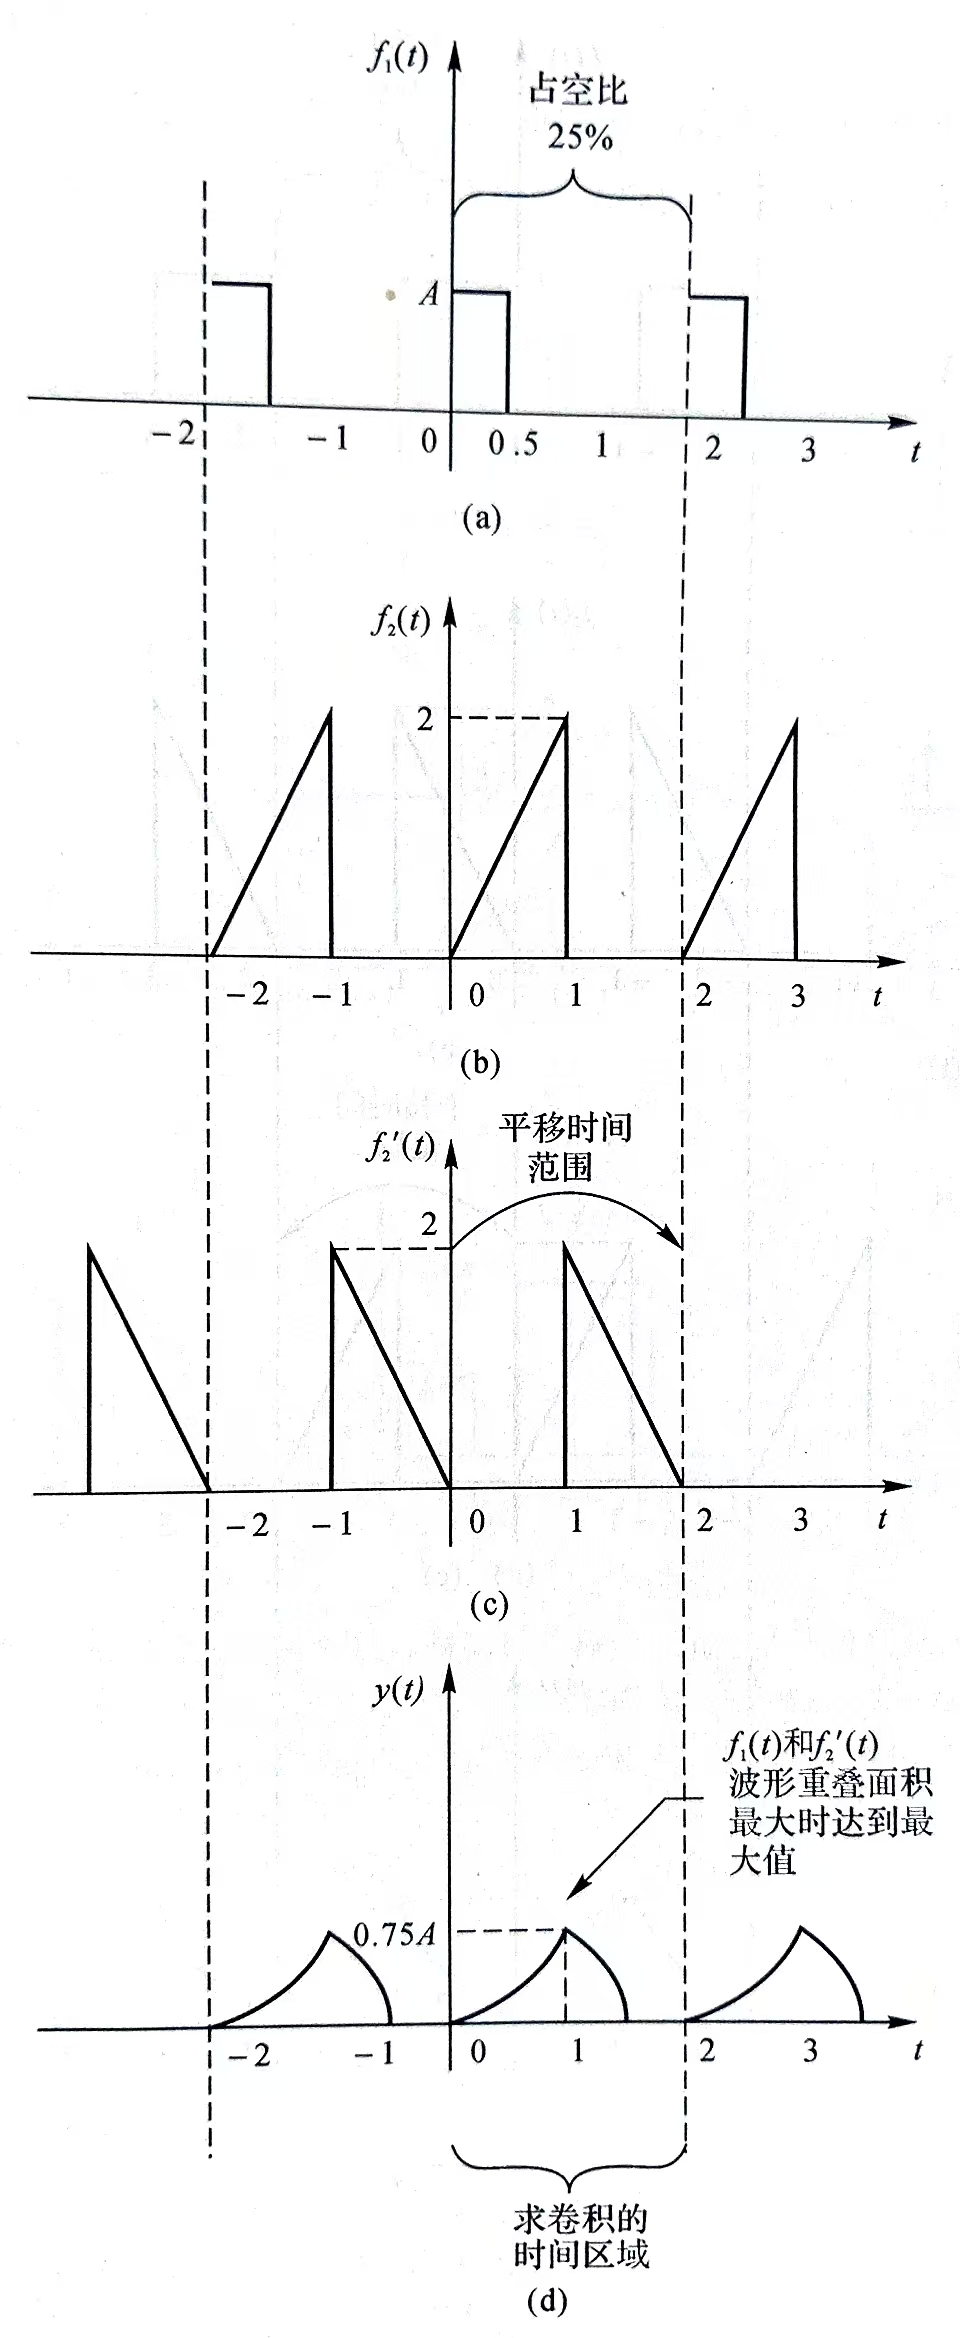 f₁(t)
占空比
25%
A
−2 −1 0 0.5 1 2 3 t
(a)
f₂(t)
2
−2 −1 0 1 2 3 t
(b)
平移时间
范围
f₂′(t)
2
−2 −1 0 1 2 3 t
(c)
y(t)
f₁(t)和f₂′(t)
波形重叠面积
最大时达到最
大值
0.75A
−2 −1 0 1 2 3 t
求卷积的
时间区域
(d)